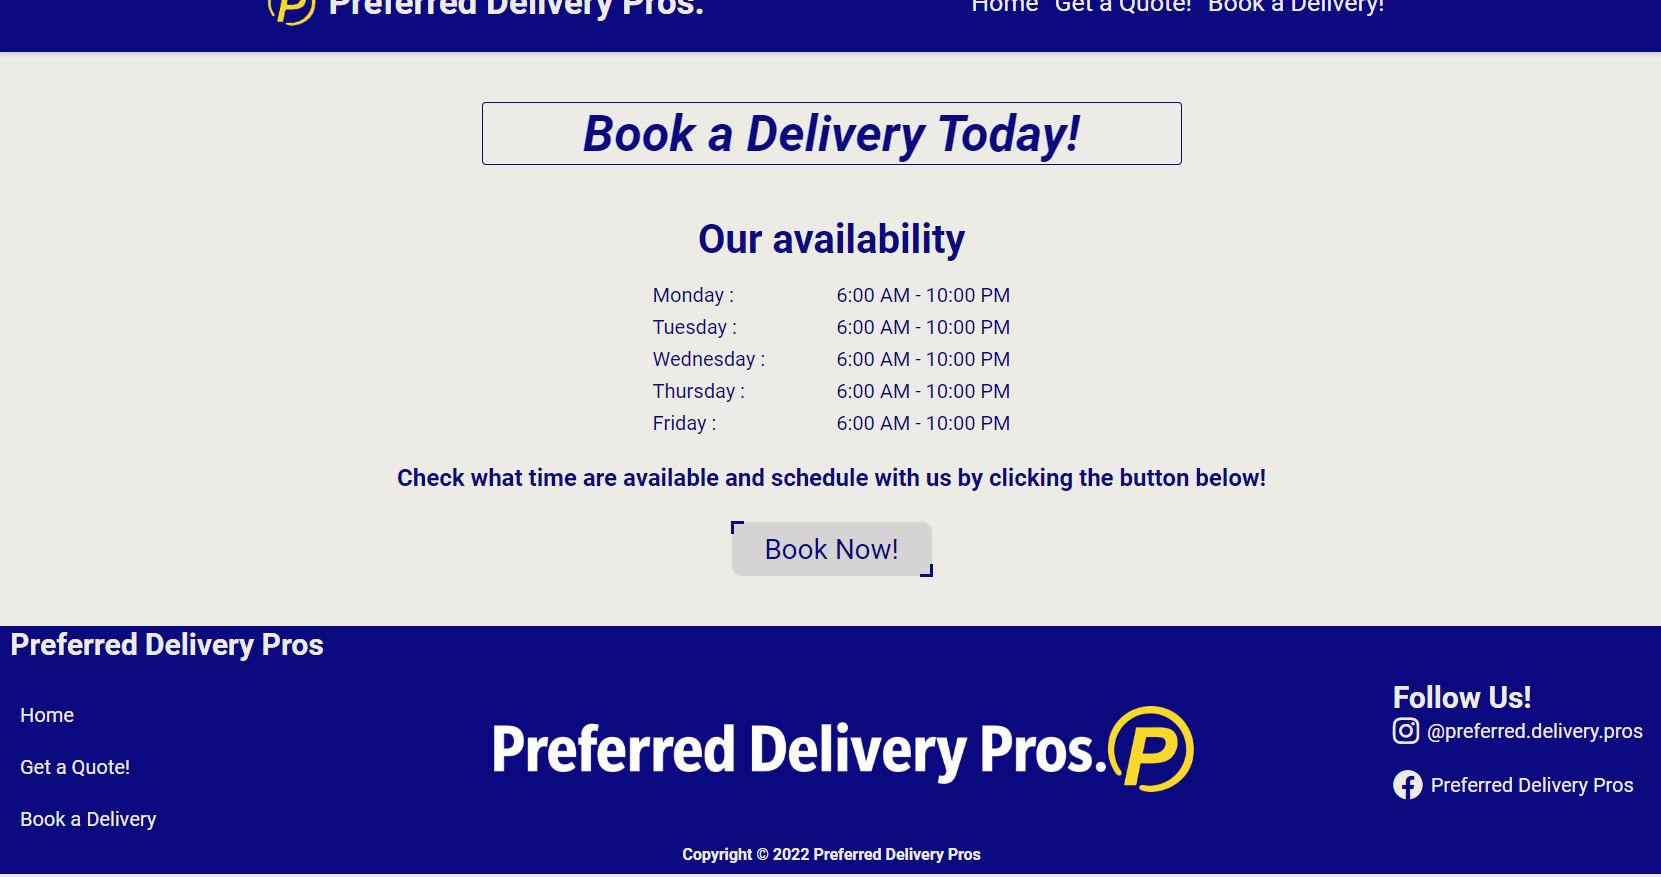 Preferred Delivery Pros.
Home Get a Quote! Book a Delivery!
Book a Delivery Today!
Our availability
Monday : 6:00 AM - 10:00 PM
Tuesday : 6:00 AM - 10:00 PM
Wednesday : 6:00 AM - 10:00 PM
Thursday : 6:00 AM - 10:00 PM
Friday : 6:00 AM - 10:00 PM
Check what time are available and schedule with us by clicking the button below!
Book Now!
Preferred Delivery Pros
Home
Get a Quote!
Book a Delivery
Preferred Delivery Pros. P
Follow Us!
@preferred.delivery.pros
Preferred Delivery Pros
Copyright © 2022 Preferred Delivery Pros